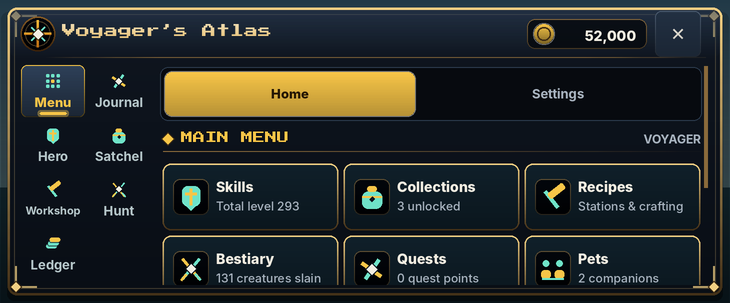 Voyager's Atlas
52,000
×
Menu
Journal
Hero
Satchel
Workshop
Hunt
Ledger
Home
Settings
MAIN MENU
VOYAGER
Skills
Total level 293
Collections
3 unlocked
Recipes
Stations & crafting
Bestiary
131 creatures slain
Quests
0 quest points
Pets
2 companions